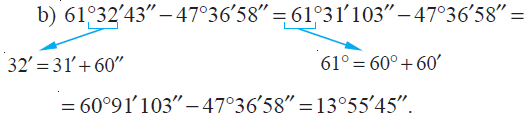 b) 61°32′43″ − 47°36′58″ = 61°31′103″ − 47°36′58″ =
32′ = 31′ + 60″ 61° = 60° + 60′
= 60°91′103″ − 47°36′58″ = 13°55′45″.